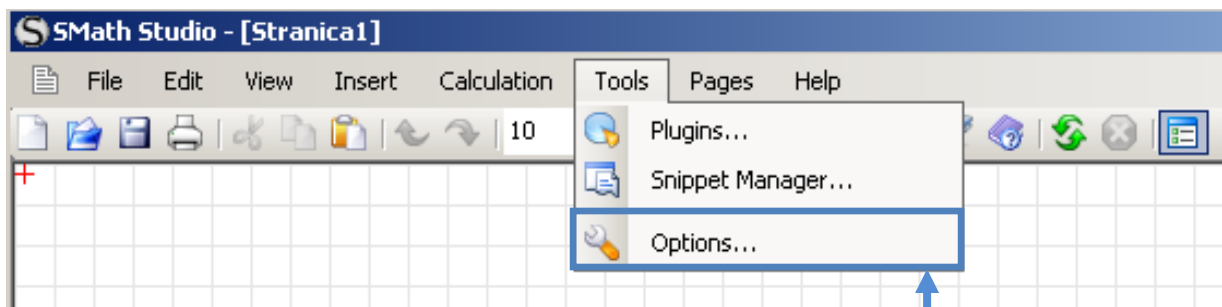 SMath Studio - [Stranica1]
File Edit View Insert Calculation Tools Pages Help
10
Plugins...
Snippet Manager...
Options...